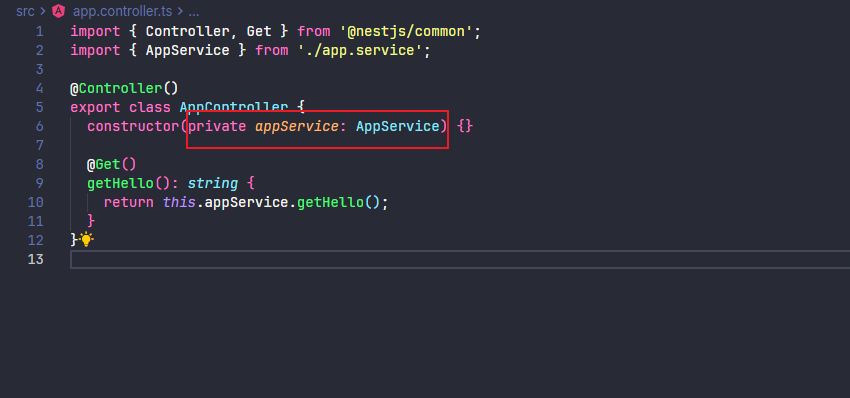 src > app.controller.ts > ...
1 import { Controller, Get } from '@nestjs/common';
2 import { AppService } from './app.service';
3
4 @Controller()
5 export class AppController {
6   constructor(private appService: AppService) {}
7
8   @Get()
9   getHello(): string {
10     return this.appService.getHello();
11   }
12 }
13